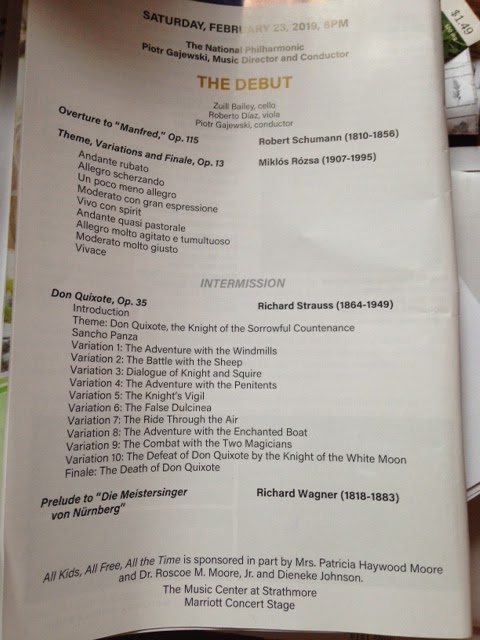 SATURDAY, FEBRUARY 23, 2019, 8PM
The National Philharmonic
Piotr Gajewski, Music Director and Conductor
THE DEBUT
Zuill Bailey, cello
Roberto Díaz, viola
Piotr Gajewski, conductor
Overture to "Manfred," Op. 115 Robert Schumann (1810-1856)
Theme, Variations and Finale, Op. 13 Miklós Rózsa (1907-1995)
Andante rubato
Allegro scherzando
Un poco meno allegro
Moderato con gran espressione
Vivo con spirit
Andante quasi pastorale
Allegro molto agitato e tumultuoso
Moderato molto giusto
Vivace
INTERMISSION
Don Quixote, Op. 35 Richard Strauss (1864-1949)
Introduction
Theme: Don Quixote, the Knight of the Sorrowful Countenance
Sancho Panza
Variation 1: The Adventure with the Windmills
Variation 2: The Battle with the Sheep
Variation 3: Dialogue of Knight and Squire
Variation 4: The Adventure with the Penitents
Variation 5: The Knight's Vigil
Variation 6: The False Dulcinea
Variation 7: The Ride Through the Air
Variation 8: The Adventure with the Enchanted Boat
Variation 9: The Combat with the Two Magicians
Variation 10: The Defeat of Don Quixote by the Knight of the White Moon
Finale: The Death of Don Quixote
Prelude to "Die Meistersinger Richard Wagner (1818-1883)
von Nürnberg"
All Kids, All Free, All the Time is sponsored in part by Mrs. Patricia Haywood Moore
and Dr. Roscoe M. Moore, Jr. and Dieneke Johnson.
The Music Center at Strathmore
Marriott Concert Stage
$1.49